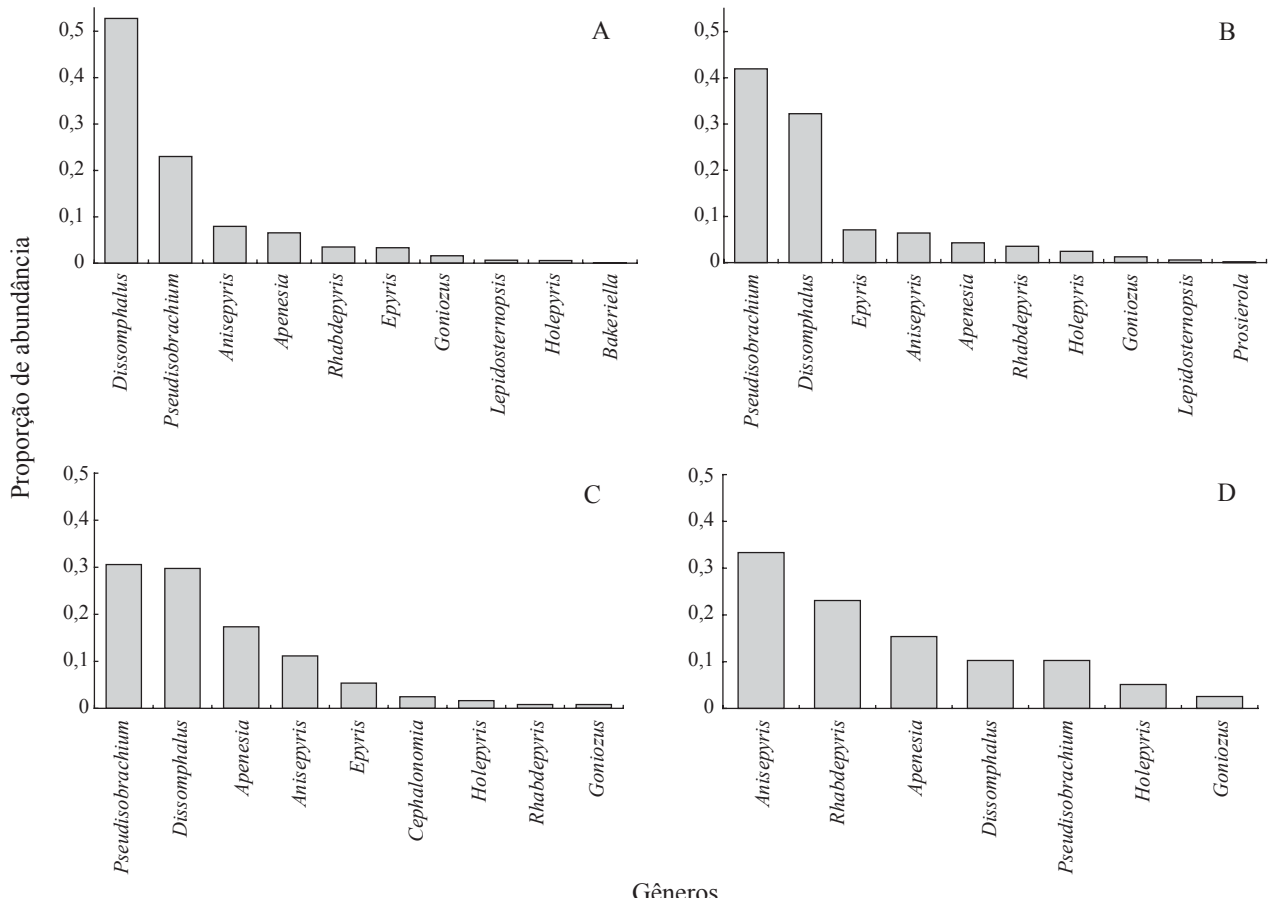 Proporção de abundância
A
0,5
0,4
0,3
0,2
0,1
0
Dissomphalus
Pseudisobrachium
Anisepyris
Apenesia
Rhabdepyris
Epyris
Goniozus
Lepidosternopsis
Holepyris
Bakeriella
B
0,5
0,4
0,3
0,2
0,1
0
Pseudisobrachium
Dissomphalus
Epyris
Anisepyris
Apenesia
Rhabdepyris
Holepyris
Goniozus
Lepidosternopsis
Prosierola
C
0,5
0,4
0,3
0,2
0,1
0
Pseudisobrachium
Dissomphalus
Apenesia
Anisepyris
Epyris
Cephalonomia
Holepyris
Rhabdepyris
Goniozus
D
0,5
0,4
0,3
0,2
0,1
0
Anisepyris
Rhabdepyris
Apenesia
Dissomphalus
Pseudisobrachium
Holepyris
Goniozus
Gêneros